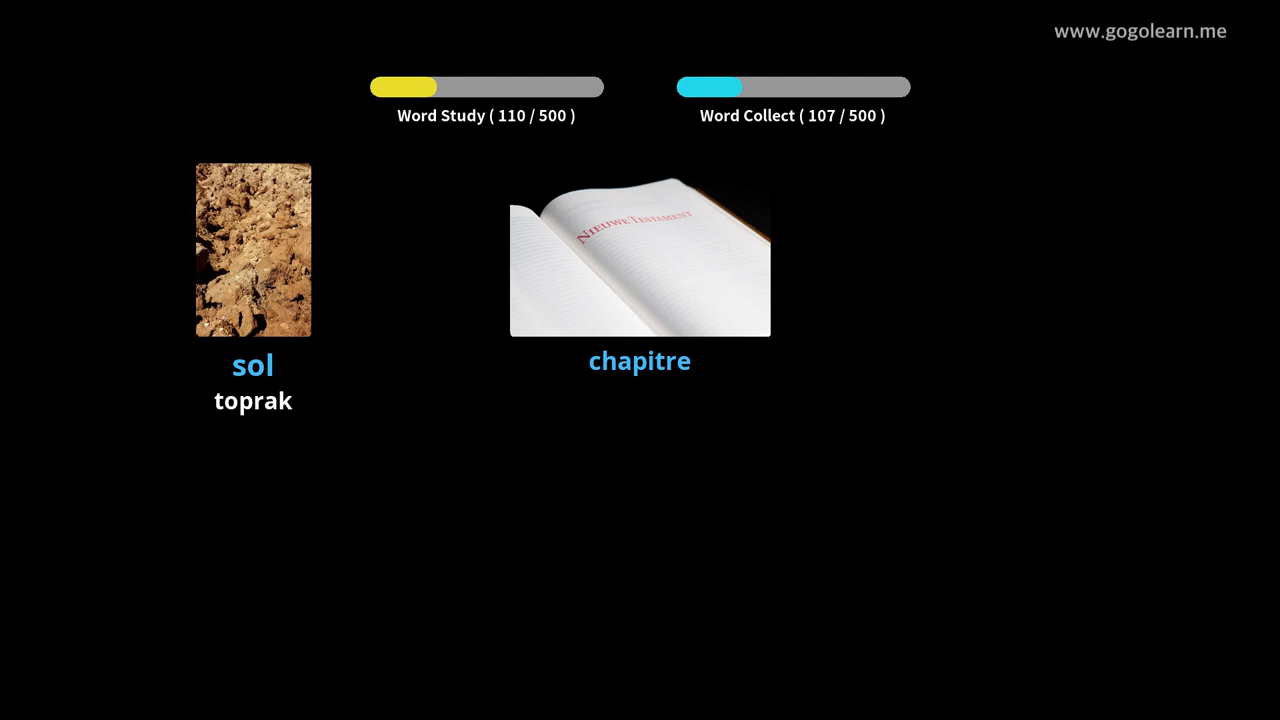 www.gogolearn.me
Word Study ( 110 / 500 )
Word Collect ( 107 / 500 )
NIEUWE TESTAMENT
sol
toprak
chapitre